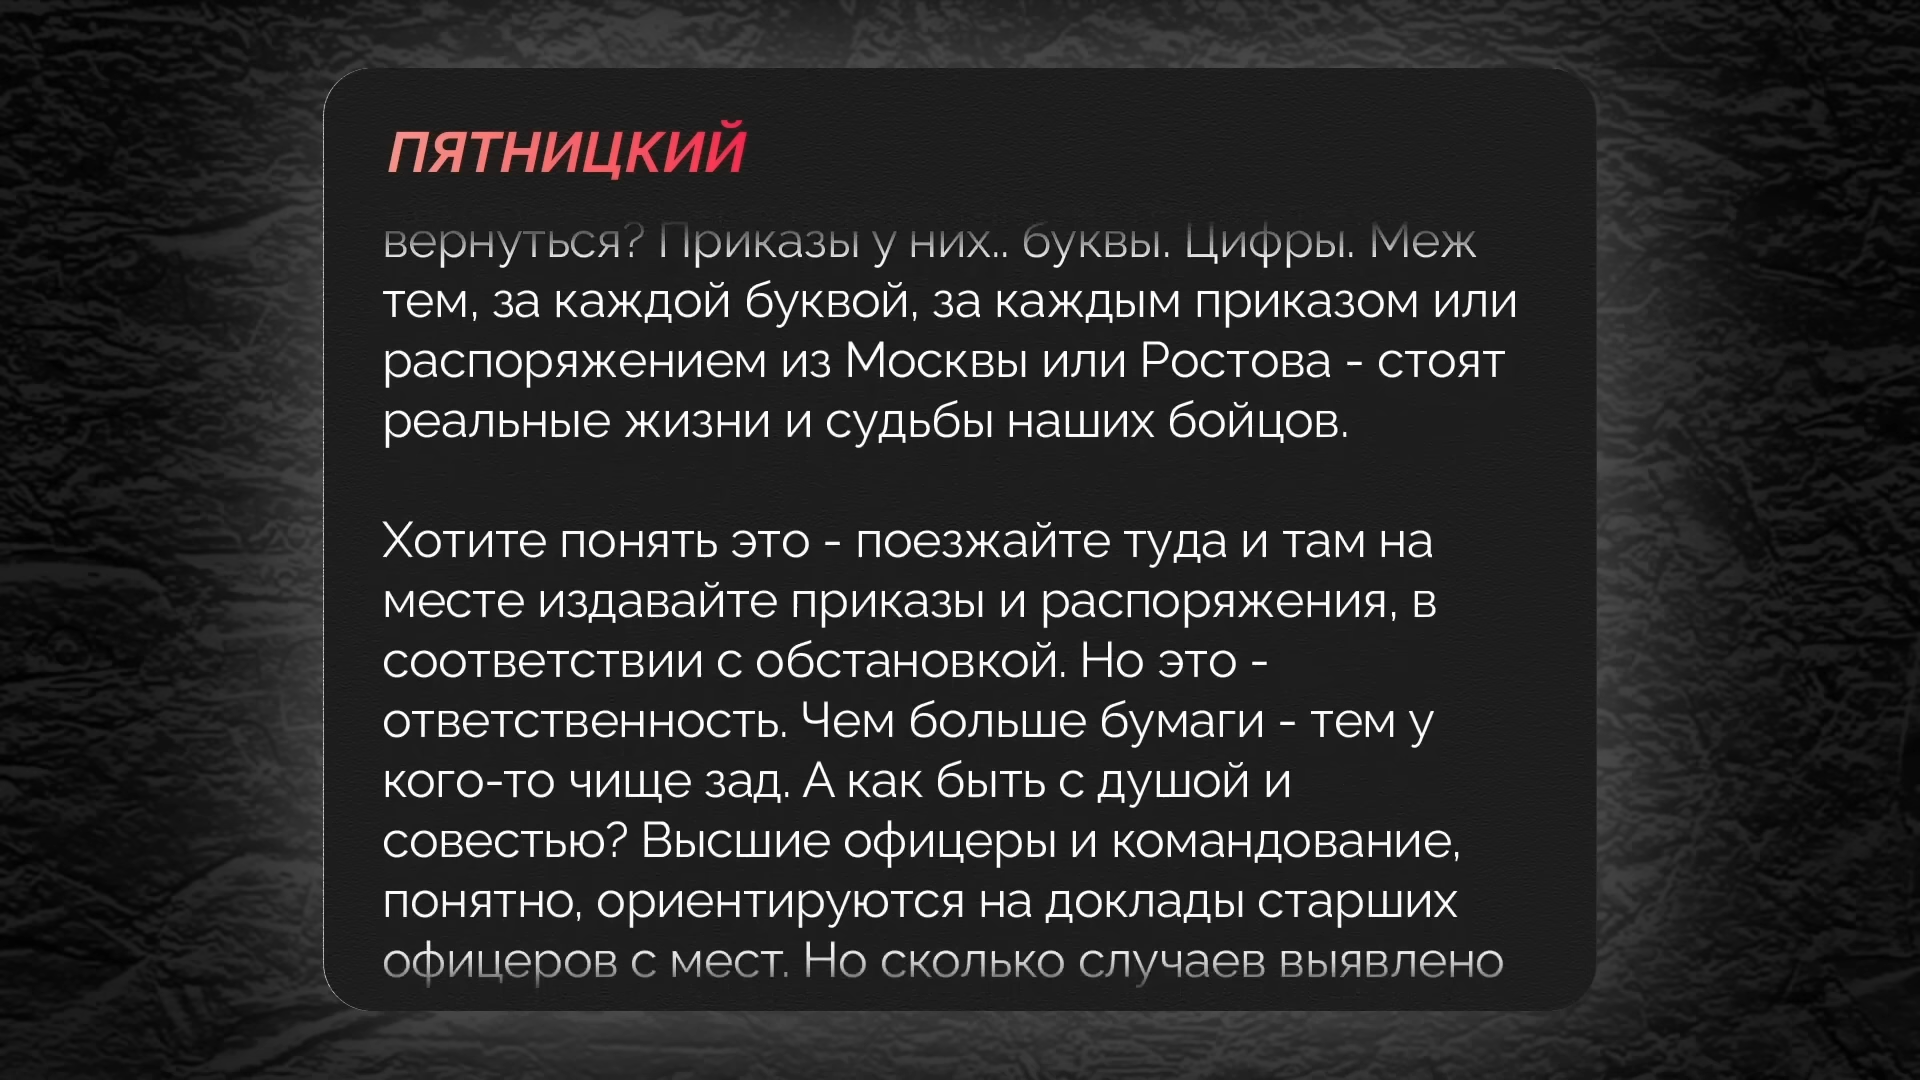 ПЯТНИЦКИЙ
вернуться? Приказы у них.. буквы. Цифры. Меж
тем, за каждой буквой, за каждым приказом или
распоряжением из Москвы или Ростова - стоят
реальные жизни и судьбы наших бойцов.
Хотите понять это - поезжайте туда и там на
месте издавайте приказы и распоряжения, в
соответствии с обстановкой. Но это -
ответственность. Чем больше бумаги - тем у
кого-то чище зад. А как быть с душой и
совестью? Высшие офицеры и командование,
понятно, ориентируются на доклады старших
офицеров с мест. Но сколько случаев выявлено